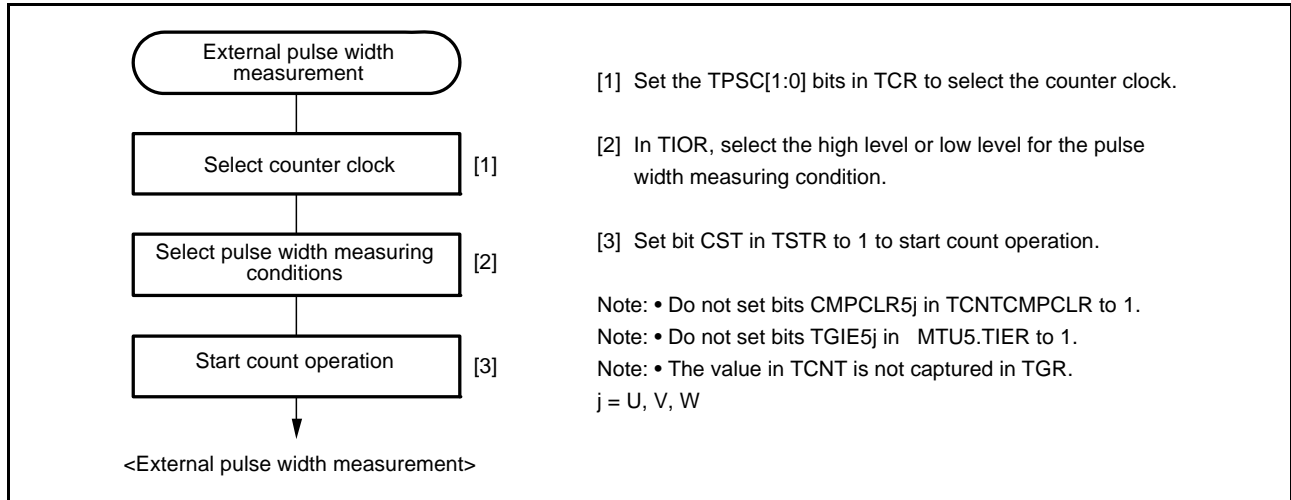 External pulse width
measurement
Select counter clock
[1]
Select pulse width measuring
conditions
[2]
Start count operation
[3]
<External pulse width measurement>
[1] Set the TPSC[1:0] bits in TCR to select the counter clock.
[2] In TIOR, select the high level or low level for the pulse
width measuring condition.
[3] Set bit CST in TSTR to 1 to start count operation.
Note: • Do not set bits CMPCLR5j in TCNTCMPCLR to 1.
Note: • Do not set bits TGIE5j in MTU5.TIER to 1.
Note: • The value in TCNT is not captured in TGR.
j = U, V, W